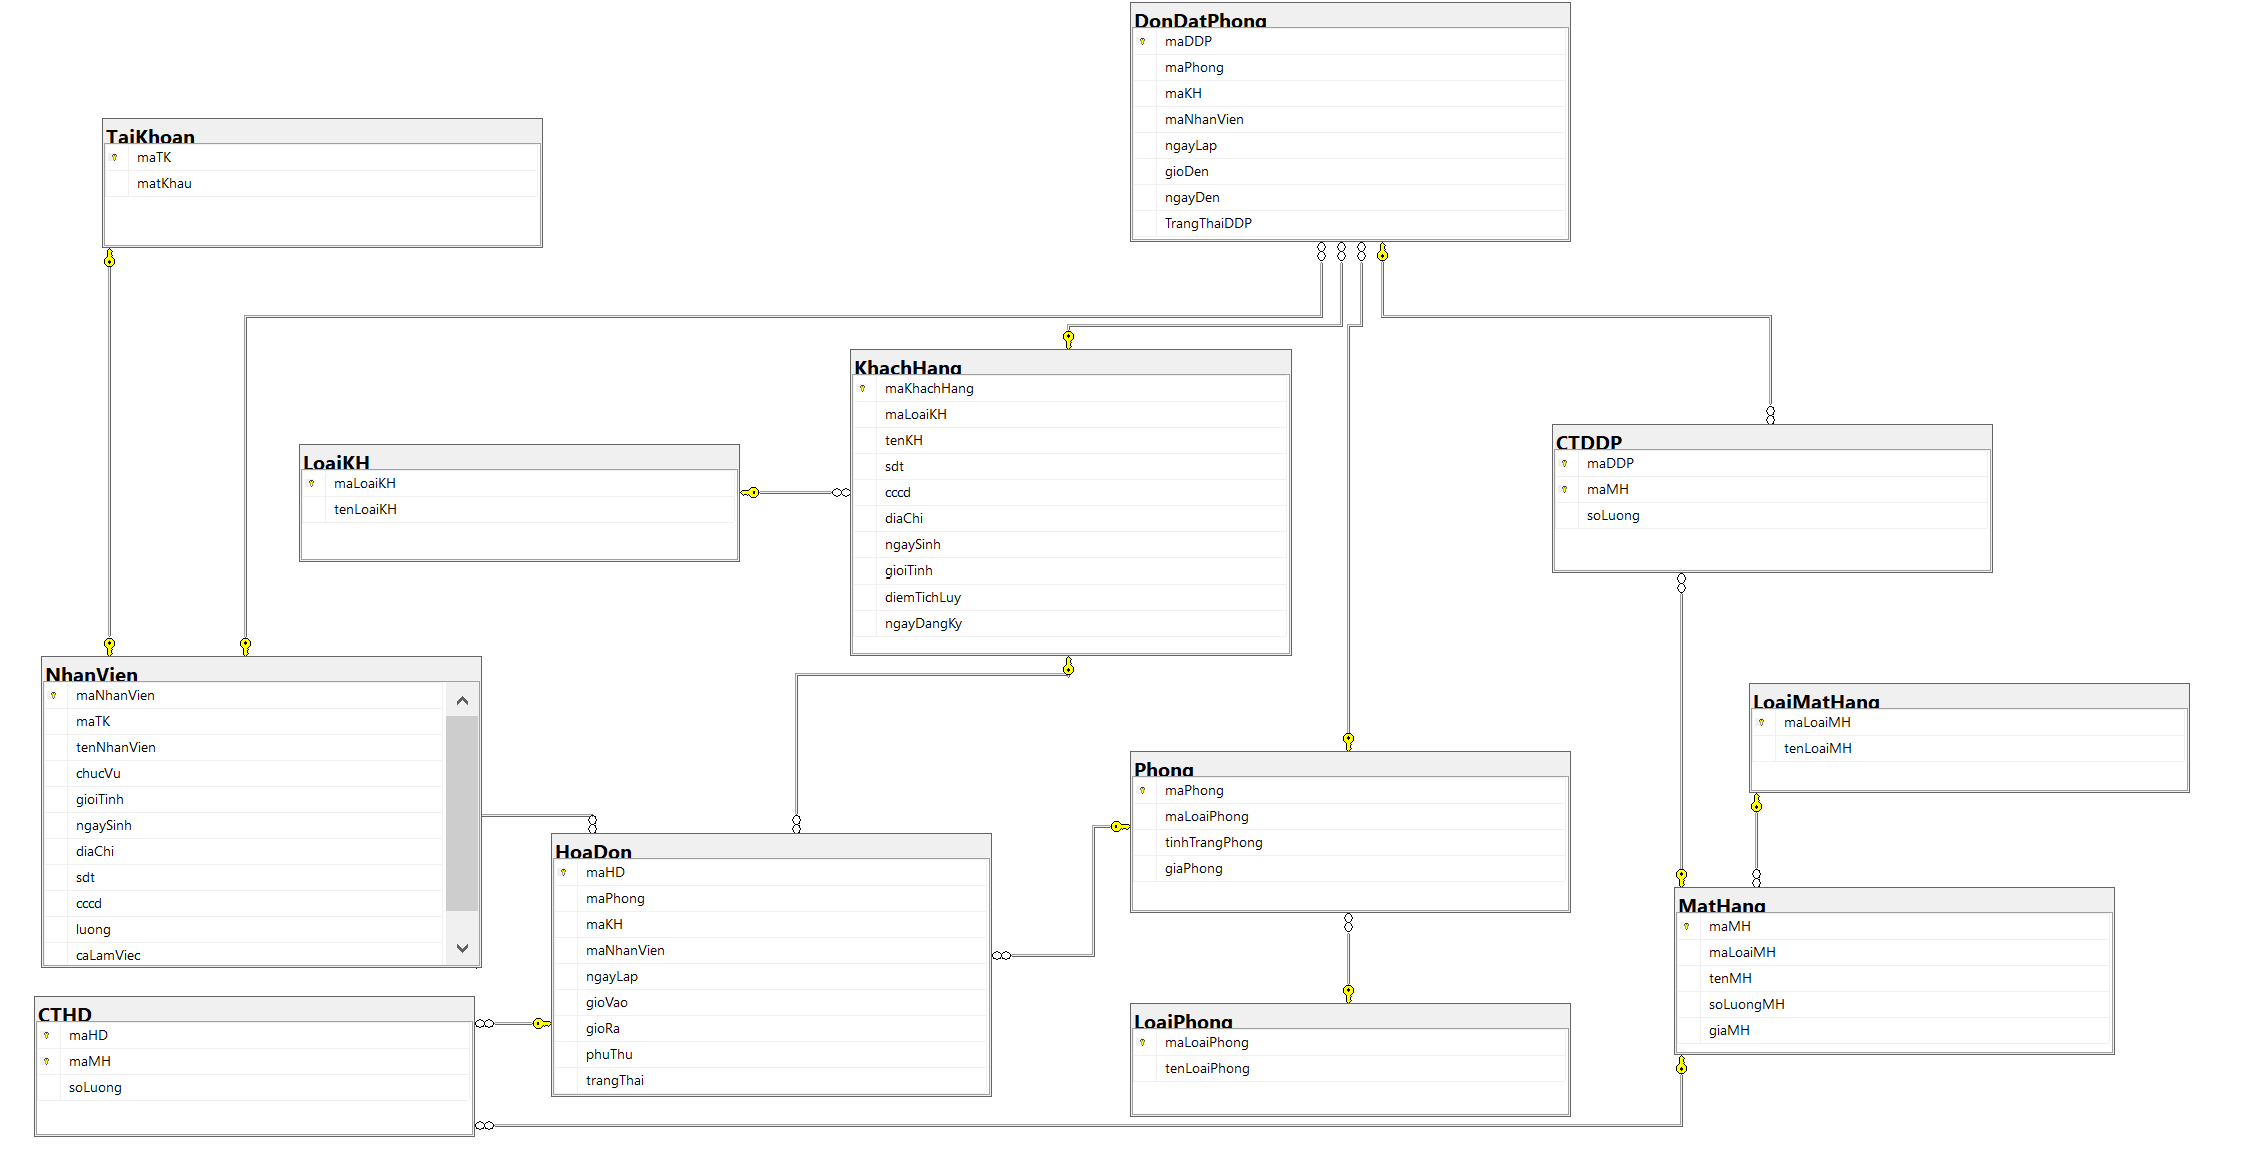 DonDatPhong
maDDP
maPhong
maKH
maNhanVien
ngayLap
gioDen
ngayDen
TrangThaiDDP
TaiKhoan
maTK
matKhau
KhachHang
maKhachHang
maLoaiKH
tenKH
sdt
cccd
diaChi
ngaySinh
gioiTinh
diemTichLuy
ngayDangKy
LoaiKH
maLoaiKH
tenLoaiKH
CTDDP
maDDP
maMH
soLuong
NhanVien
maNhanVien
maTK
tenNhanVien
chucVu
gioiTinh
ngaySinh
diaChi
sdt
cccd
luong
caLamViec
LoaiMatHang
maLoaiMH
tenLoaiMH
Phong
maPhong
maLoaiPhong
tinhTrangPhong
giaPhong
HoaDon
maHD
maPhong
maKH
maNhanVien
ngayLap
gioVao
gioRa
phuThu
trangThai
MatHang
maMH
maLoaiMH
tenMH
soLuongMH
giaMH
CTHD
maHD
maMH
soLuong
LoaiPhong
maLoaiPhong
tenLoaiPhong